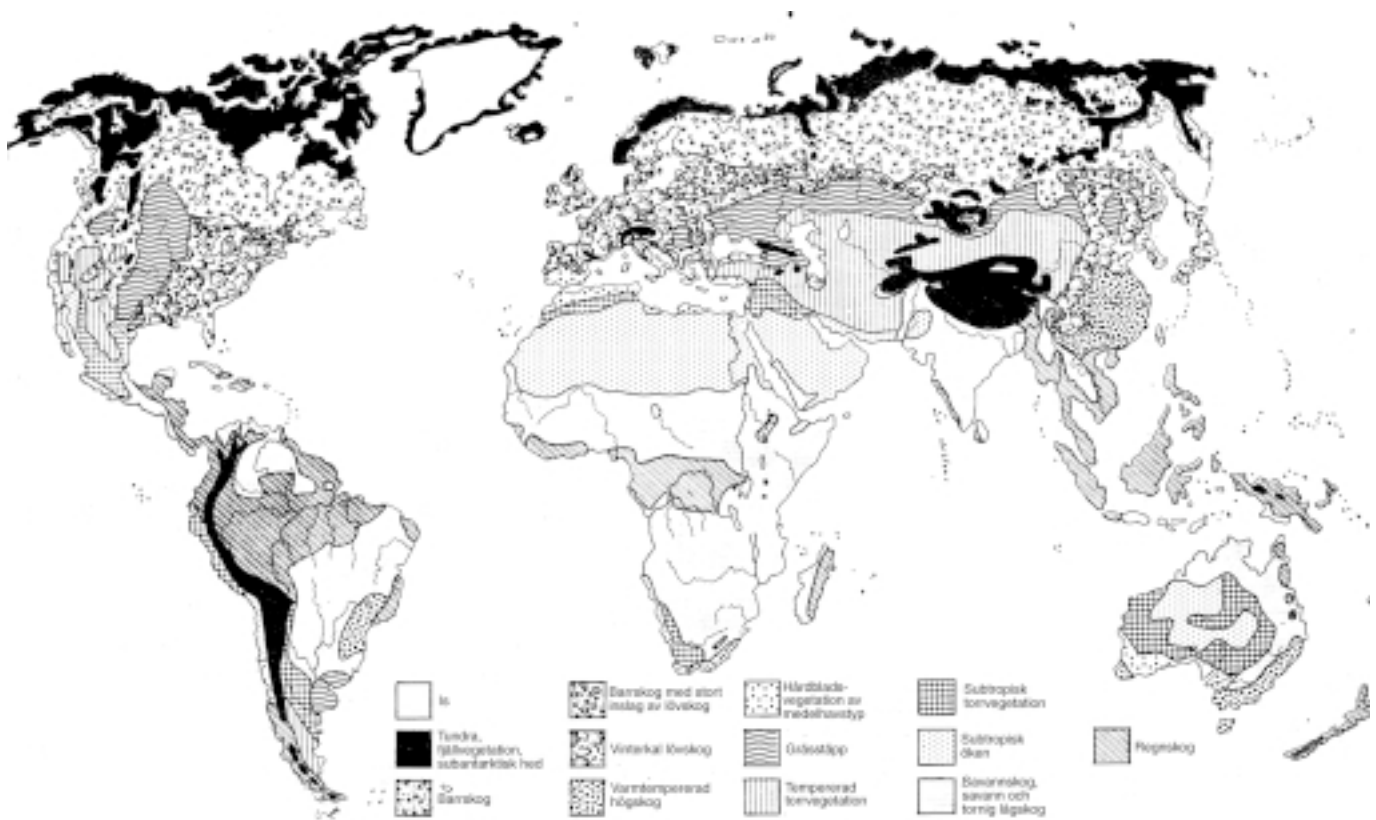 Is
Tundra,
fjällvegetation,
subantarktisk hed
Barrskog
Barrskog med stort
inslag av lövskog
Vinterkal lövskog
Varmtempererad
högskog
Hårdblads-
vegetation av
medelhavstyp
Grässtäpp
Tempererad
torrvegetation
Subtropisk
torrvegetation
Subtropisk
öken
Savannskog,
savann och
tornig lågskog
Regnskog